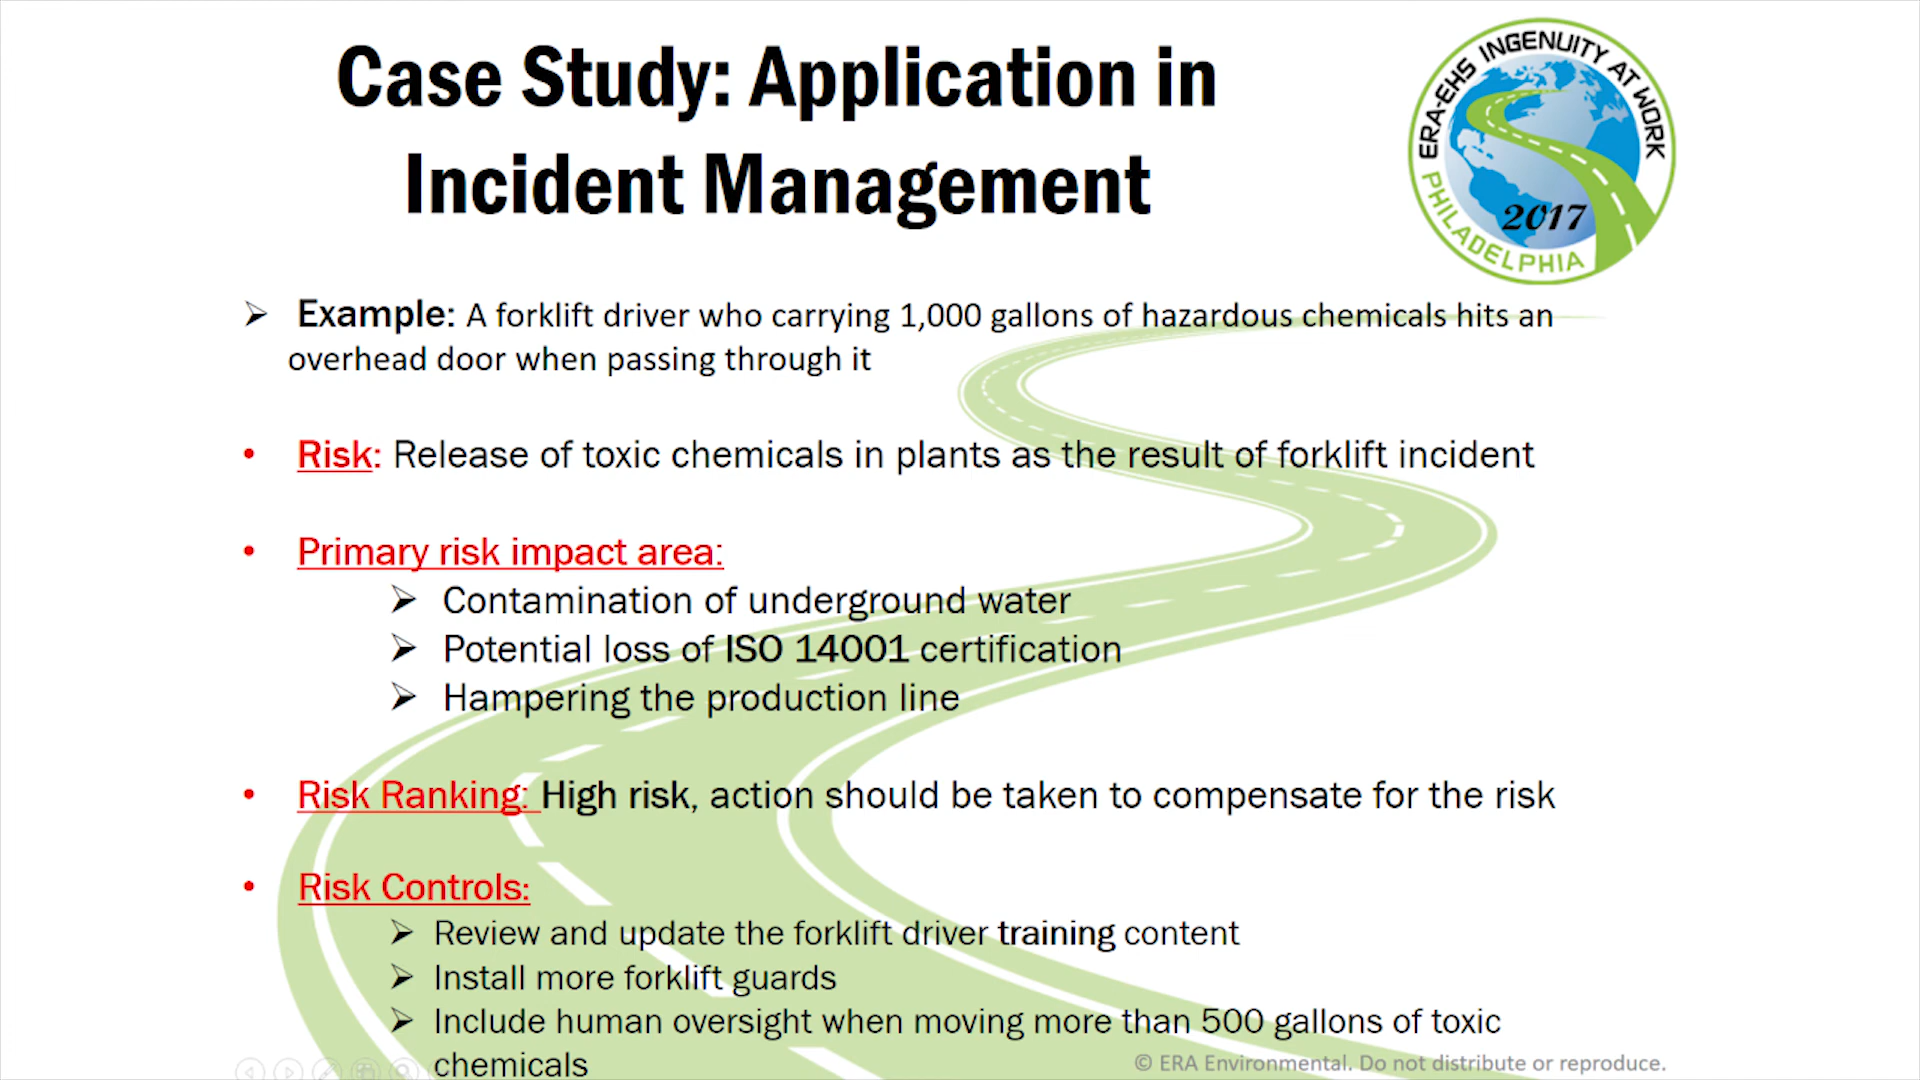 Case Study: Application in
Incident Management
ERA-EHS INGENUITY AT WORK
2017
PHILADELPHIA
➢ Example: A forklift driver who carrying 1,000 gallons of hazardous chemicals hits an
overhead door when passing through it
• Risk: Release of toxic chemicals in plants as the result of forklift incident
• Primary risk impact area:
➢ Contamination of underground water
➢ Potential loss of ISO 14001 certification
➢ Hampering the production line
• Risk Ranking: High risk, action should be taken to compensate for the risk
• Risk Controls:
➢ Review and update the forklift driver training content
➢ Install more forklift guards
➢ Include human oversight when moving more than 500 gallons of toxic
chemicals
© ERA Environmental. Do not distribute or reproduce.